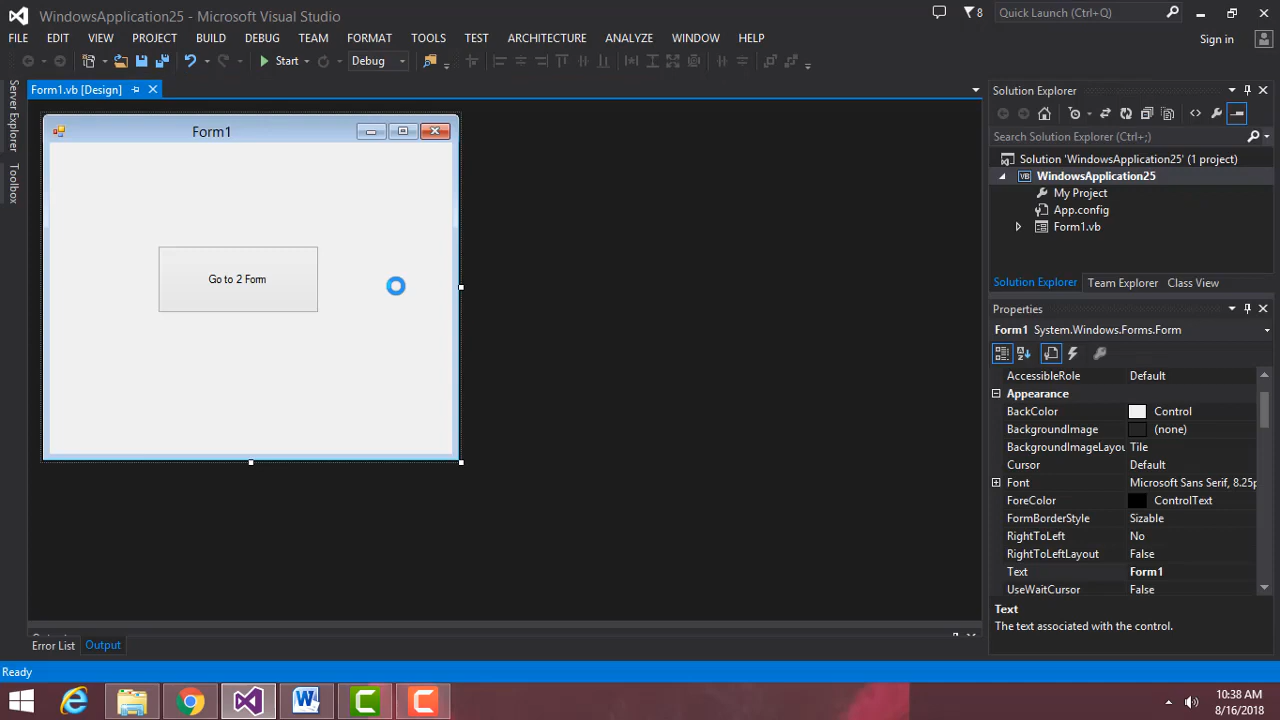 WindowsApplication25 - Microsoft Visual Studio
8
Quick Launch (Ctrl+Q)
FILE EDIT VIEW PROJECT BUILD DEBUG TEAM FORMAT TOOLS TEST ARCHITECTURE ANALYZE WINDOW HELP
Sign in
Start
Debug
Server Explorer
Toolbox
Form1.vb [Design]
Form1
Go to 2 Form
Solution Explorer
Search Solution Explorer (Ctrl+;)
Solution 'WindowsApplication25' (1 project)
VB WindowsApplication25
My Project
App.config
Form1.vb
Solution Explorer Team Explorer Class View
Properties
Form1 System.Windows.Forms.Form
AccessibleRole Default
Appearance
BackColor Control
BackgroundImage (none)
BackgroundImageLayou Tile
Cursor Default
Font Microsoft Sans Serif, 8.25p
ForeColor ControlText
FormBorderStyle Sizable
RightToLeft No
RightToLeftLayout False
Text Form1
UseWaitCursor False
Text
The text associated with the control.
Error List Output
Ready
10:38 AM
8/16/2018